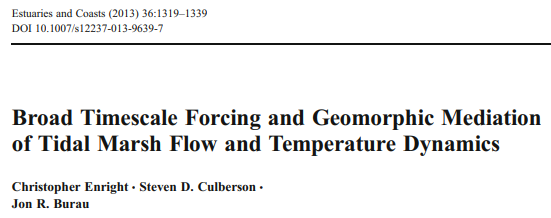 Estuaries and Coasts (2013) 36:1319–1339
DOI 10.1007/s12237-013-9639-7
Broad Timescale Forcing and Geomorphic Mediation
of Tidal Marsh Flow and Temperature Dynamics
Christopher Enright · Steven D. Culberson ·
Jon R. Burau